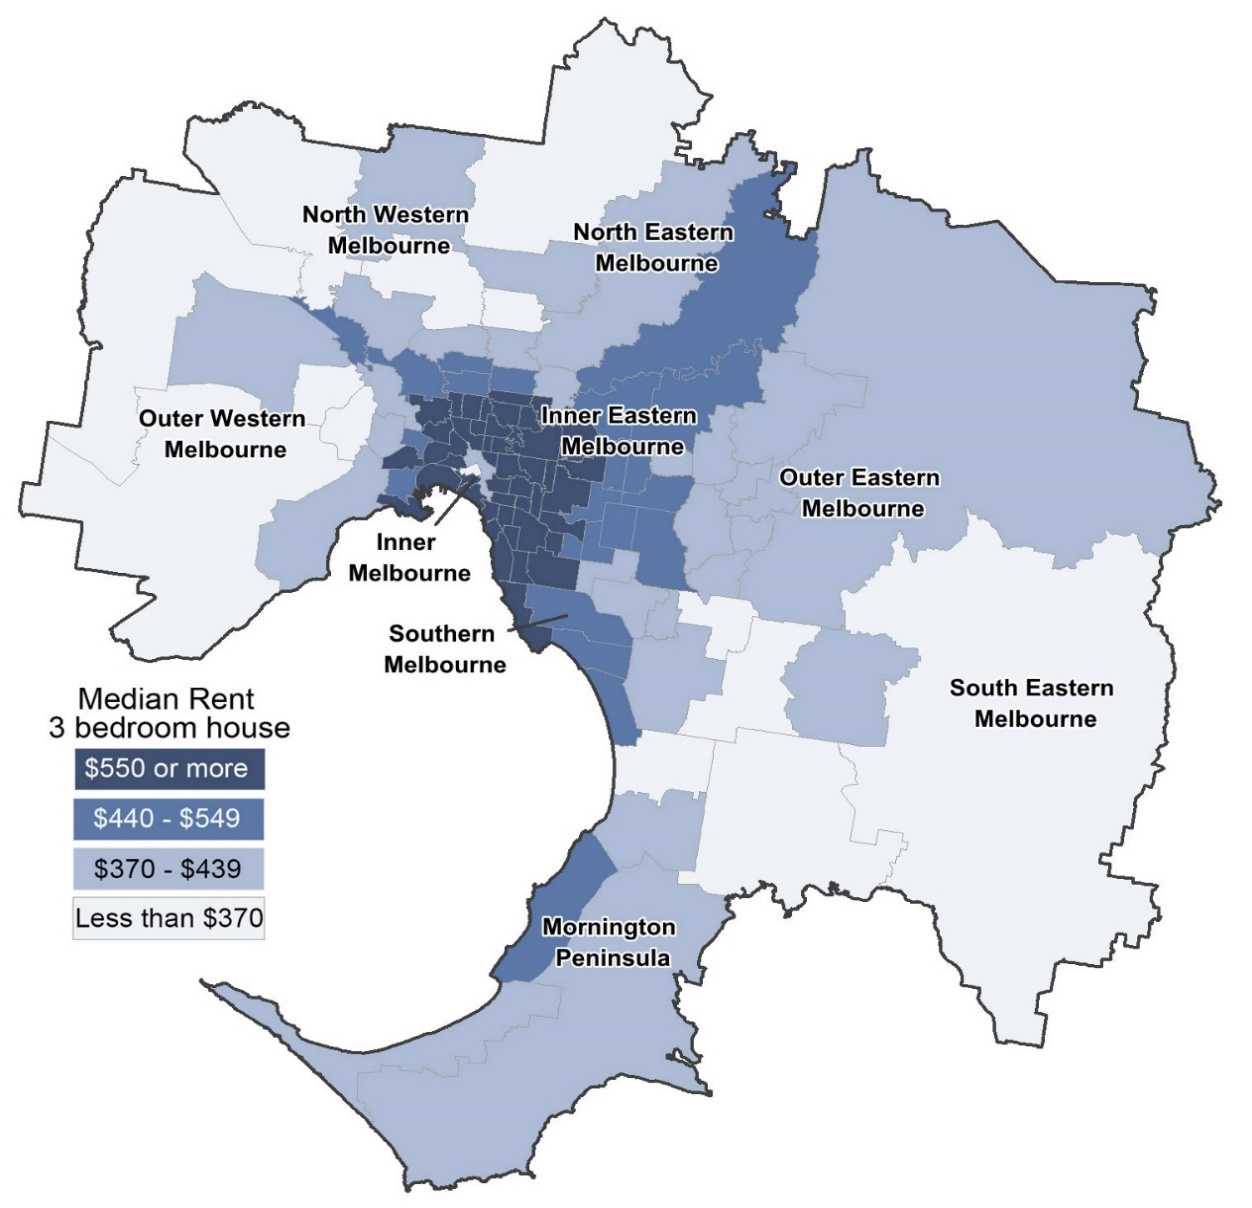 North Western
Melbourne
North Eastern
Melbourne
Outer Western
Melbourne
Inner Eastern
Melbourne
Outer Eastern
Melbourne
Inner
Melbourne
Southern
Melbourne
South Eastern
Melbourne
Median Rent
3 bedroom house
$550 or more
$440 - $549
$370 - $439
Less than $370
Mornington
Peninsula